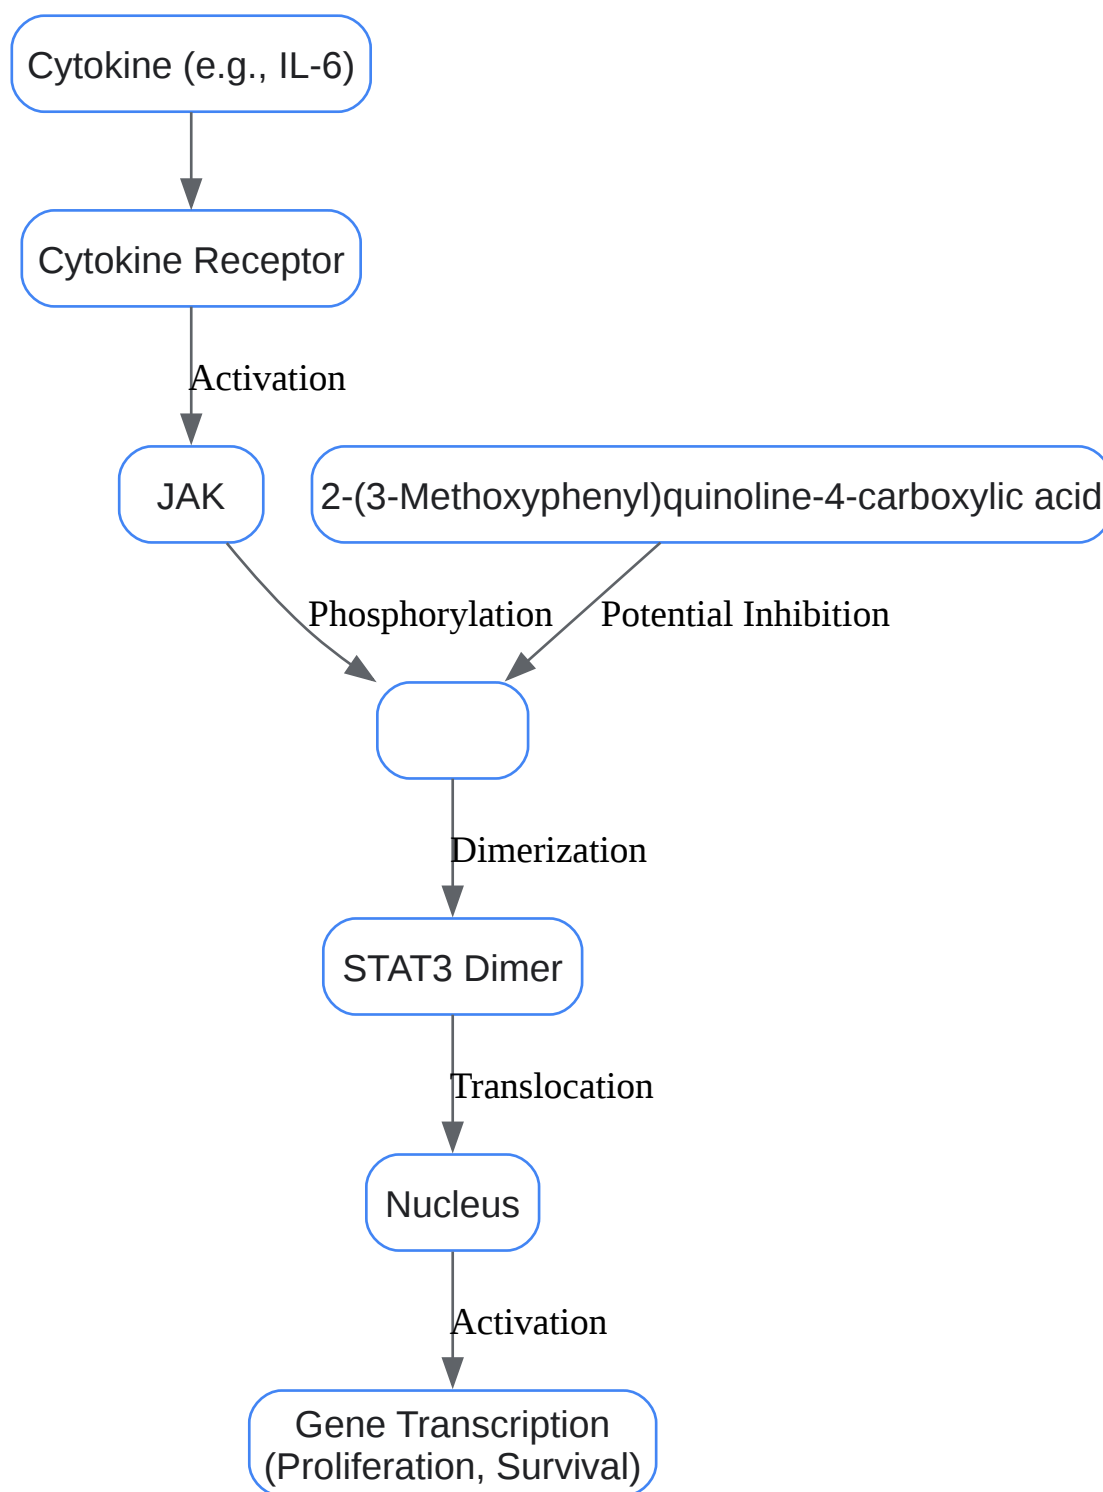 Cytokine (e.g., IL-6)
Cytokine Receptor
Activation
JAK
2-(3-Methoxyphenyl)quinoline-4-carboxylic acid
Phosphorylation
Potential Inhibition
Dimerization
STAT3 Dimer
Translocation
Nucleus
Activation
Gene Transcription
(Proliferation, Survival)